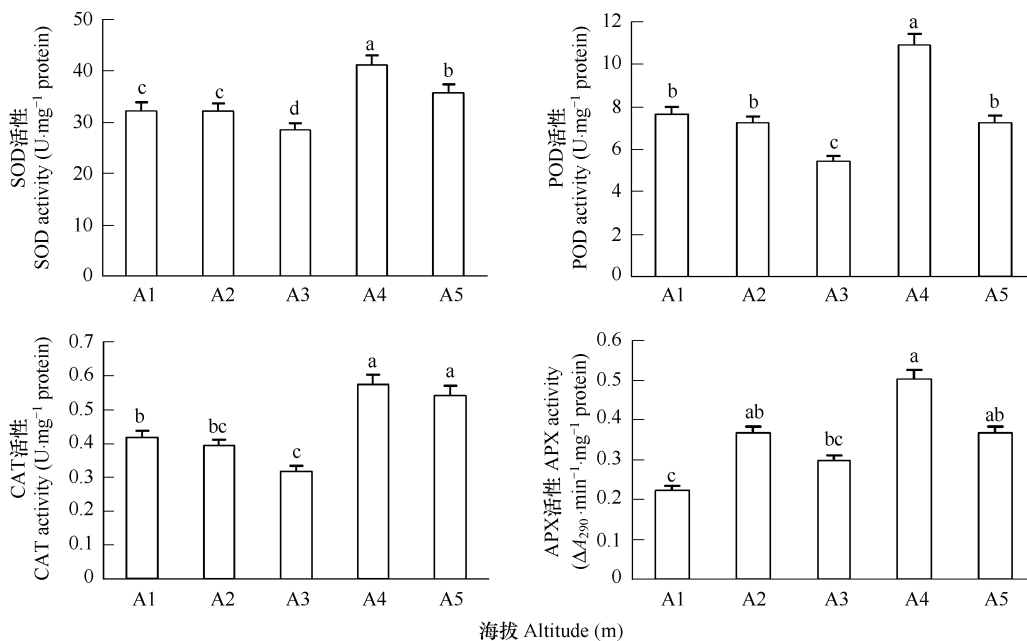 SOD活性
SOD activity (U·mg⁻¹ protein)
50
40
30
20
10
0
c
c
d
a
b
A1 A2 A3 A4 A5
POD活性
POD activity (U·mg⁻¹ protein)
12
10
8
6
4
2
0
b
b
c
a
b
A1 A2 A3 A4 A5
CAT活性
CAT activity (U·mg⁻¹ protein)
0.7
0.6
0.5
0.4
0.3
0.2
0.1
0
b
bc
c
a
a
A1 A2 A3 A4 A5
APX活性 APX activity
(ΔA₂₉₀·min⁻¹·mg⁻¹ protein)
0.6
0.5
0.4
0.3
0.2
0.1
0
c
ab
bc
a
ab
A1 A2 A3 A4 A5
海拔 Altitude (m)